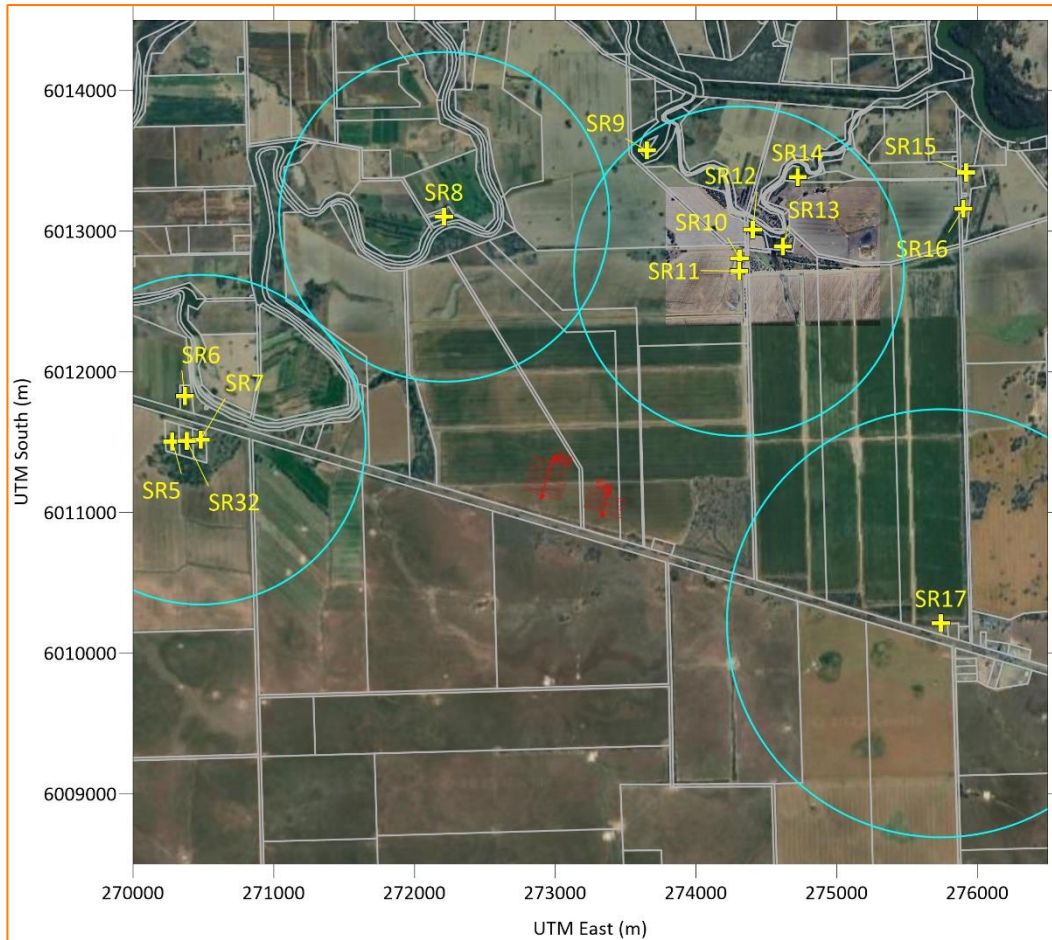 6014000
6013000
6012000
6011000
6010000
6009000
UTM South (m)
SR9
SR14
SR15
SR12
SR8
SR13
SR10
SR16
SR11
SR6
SR7
SR5
SR32
SR17
270000
271000
272000
273000
274000
275000
276000
UTM East (m)